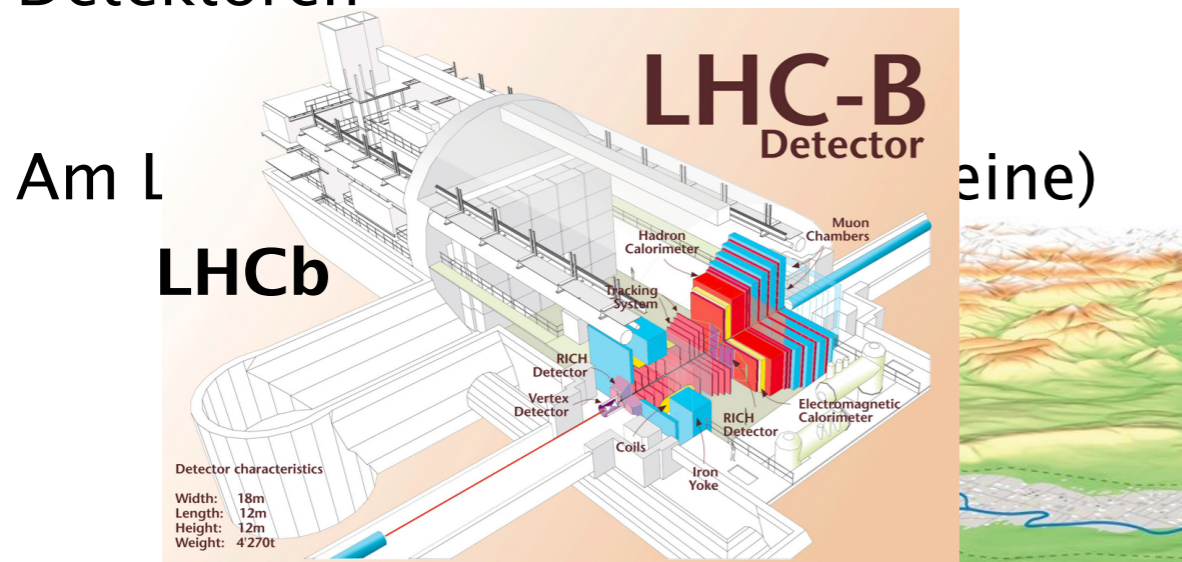 Detektoren
LHC-B
Detector
Am L
eine)
LHCb
Muon
Chambers
Hadron
Calorimeter
Tracking
System
RICH
Detector
Vertex
Detector
Coils
RICH
Detector
Iron
Yoke
Electromagnetic
Calorimeter
Detector characteristics
Width: 18m
Length: 12m
Height: 12m
Weight: 4'270t